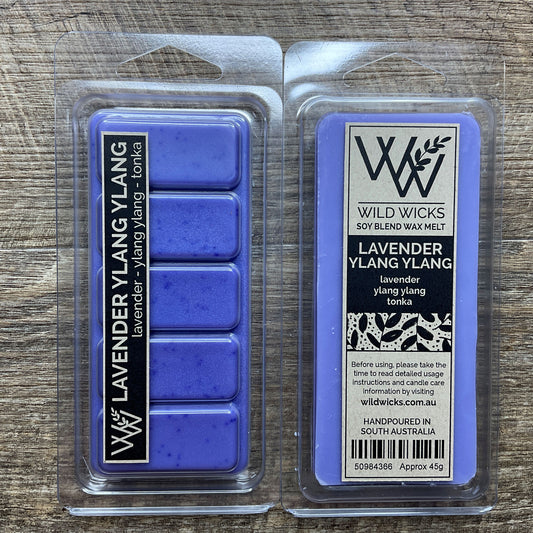 LAVENDER YLANG YLANG
lavender - ylang ylang - tonka
WW
WILD WICKS
SOY BLEND WAX MELT
LAVENDER
YLANG YLANG
lavender
ylang ylang
tonka
Before using, please take the
time to read detailed usage
instructions and candle care
information by visiting
wildwicks.com.au
HANDPOURED IN
SOUTH AUSTRALIA
50984366 Approx 45g